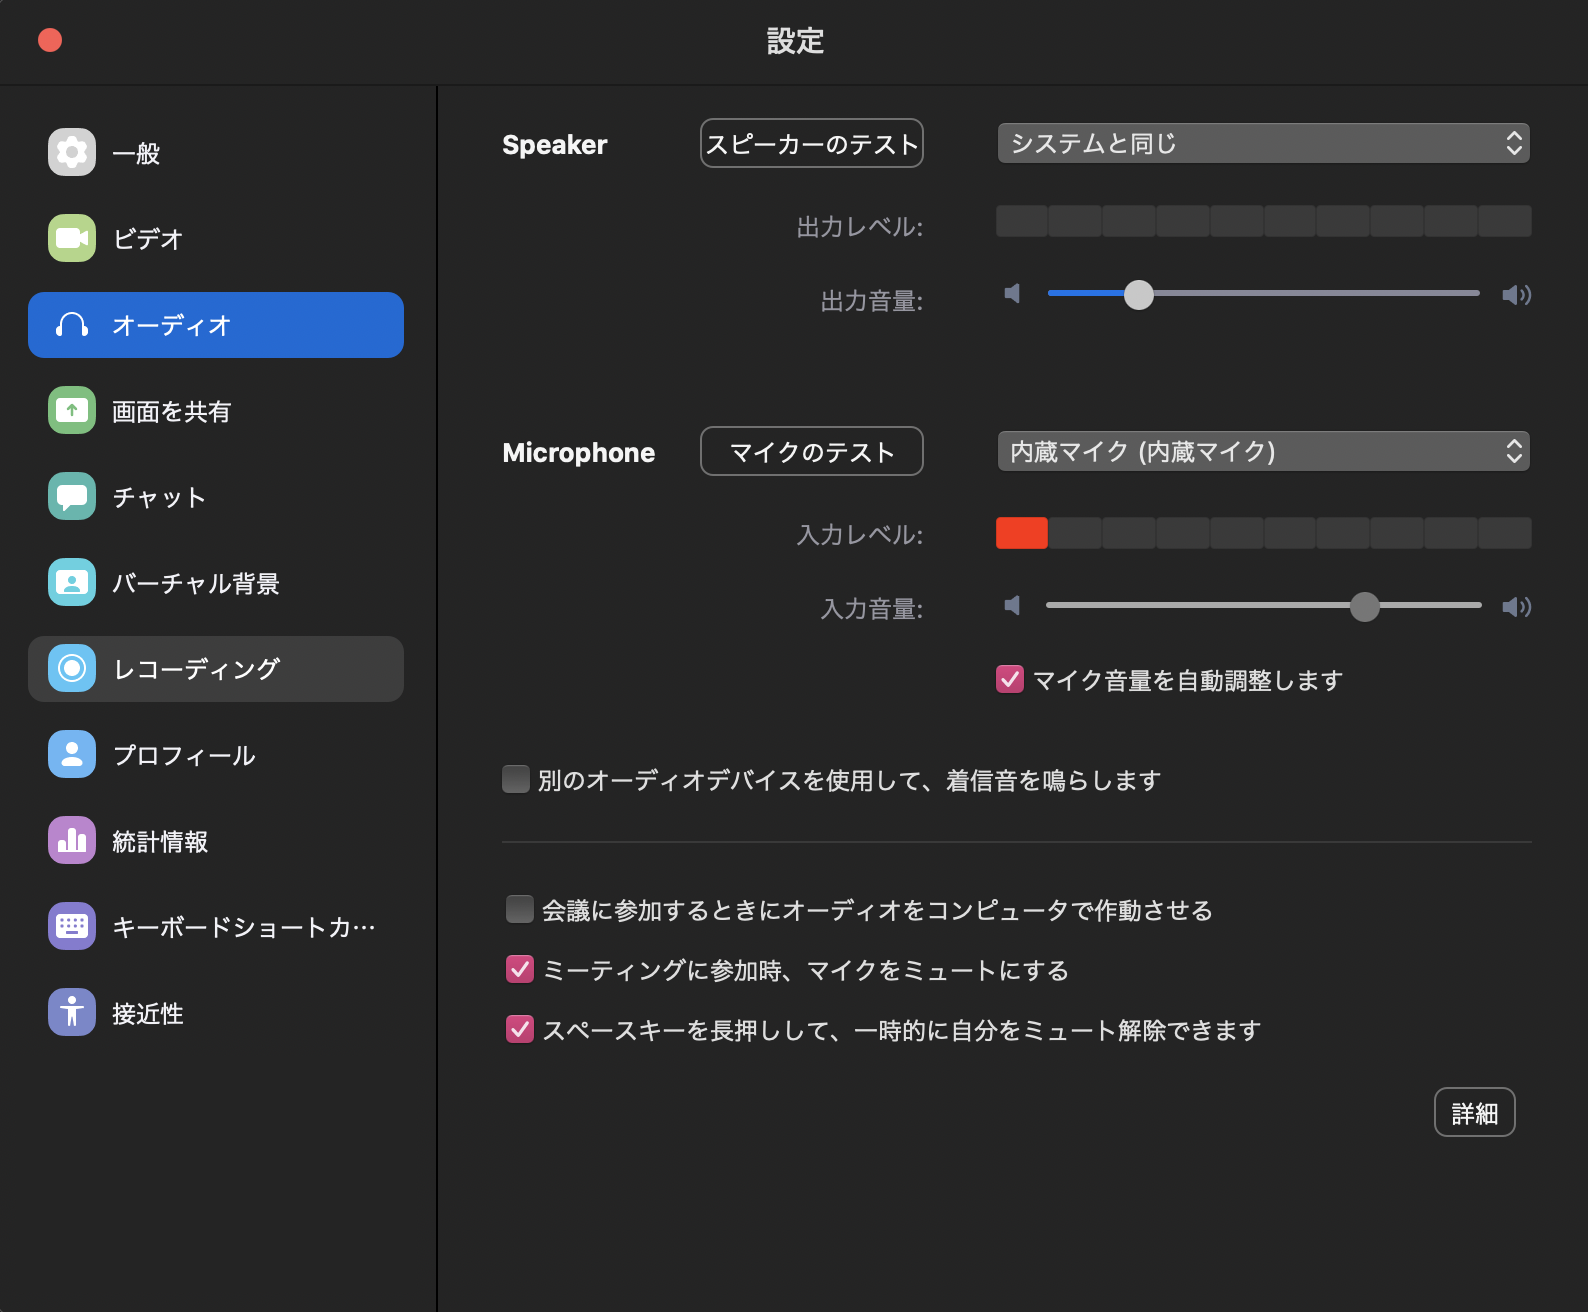 設定
一般
ビデオ
オーディオ
画面を共有
チャット
バーチャル背景
レコーディング
プロフィール
統計情報
キーボードショートカ…
接近性
Speaker
スピーカーのテスト
システムと同じ
出力レベル:
出力音量:
Microphone
マイクのテスト
内蔵マイク (内蔵マイク)
入力レベル:
入力音量:
マイク音量を自動調整します
別のオーディオデバイスを使用して、着信音を鳴らします
会議に参加するときにオーディオをコンピュータで作動させる
ミーティングに参加時、マイクをミュートにする
スペースキーを長押しして、一時的に自分をミュート解除できます
詳細